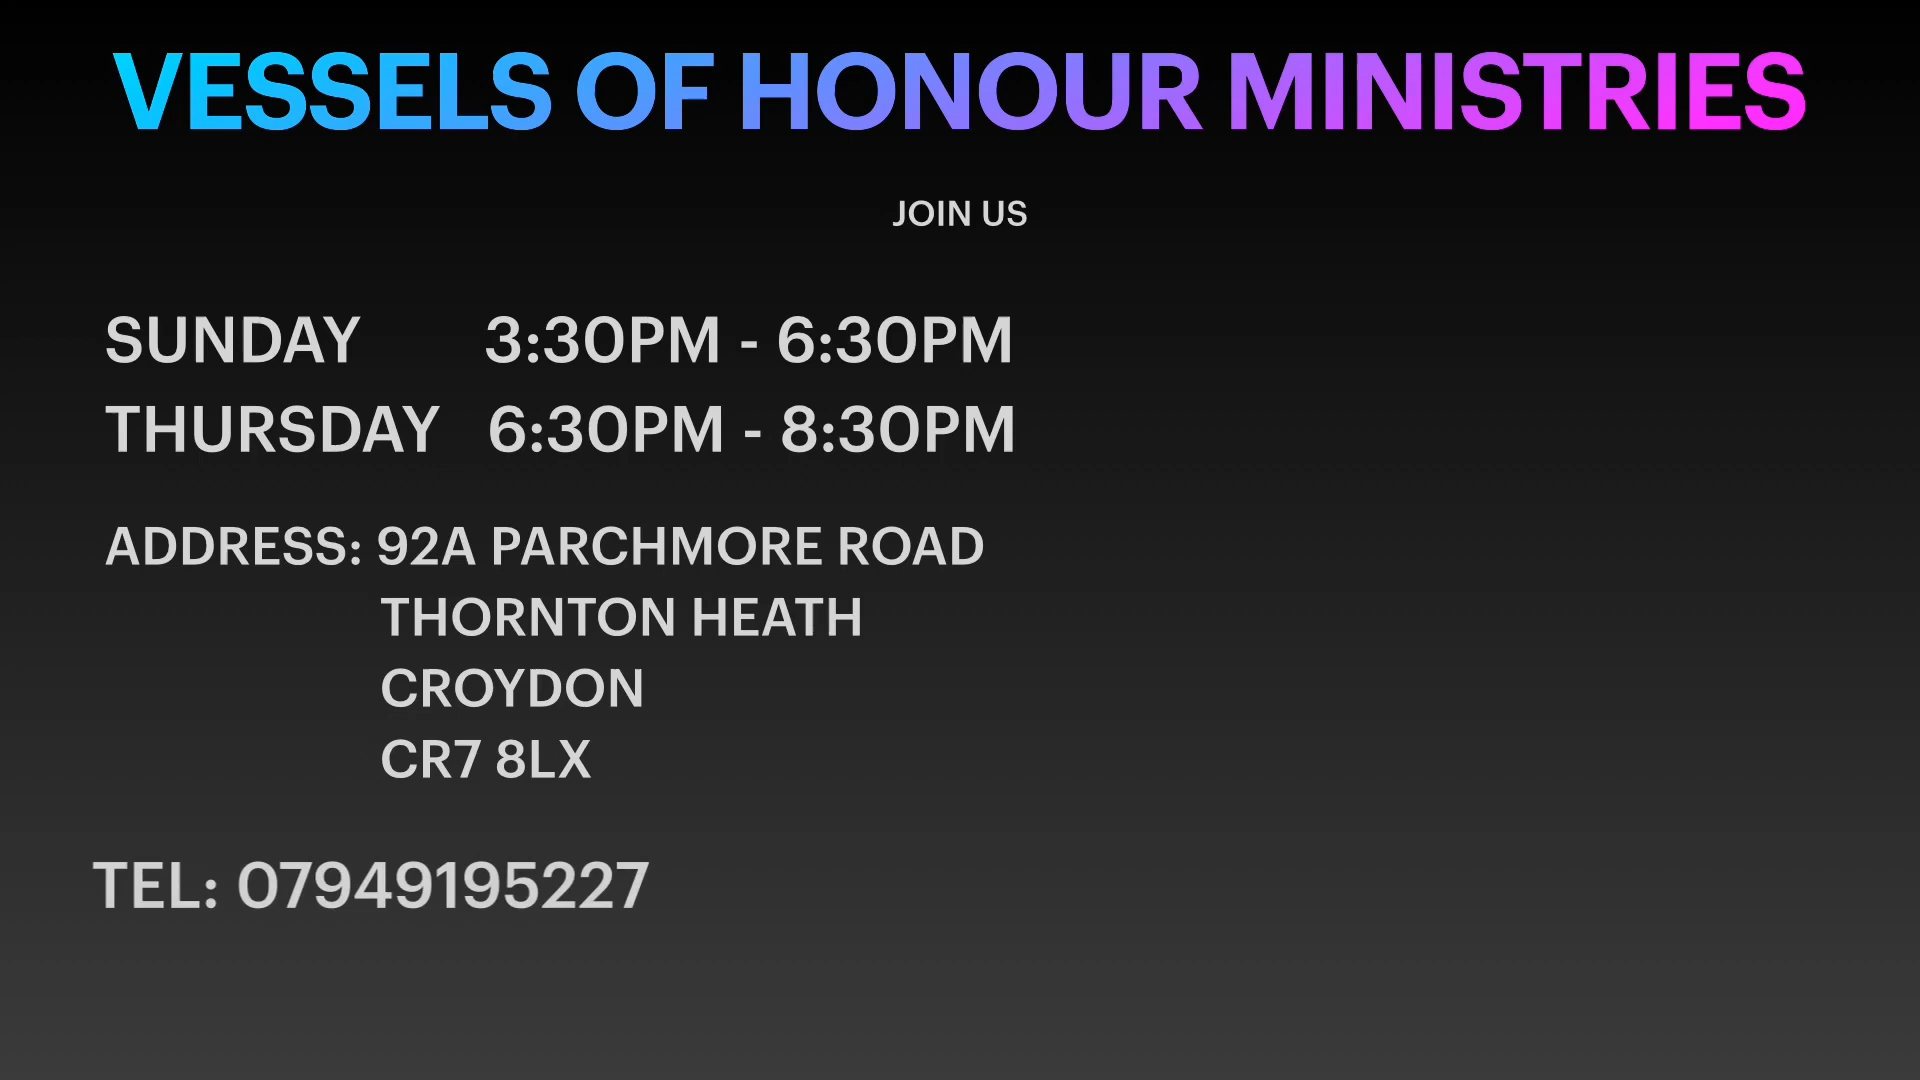 VESSELS OF HONOUR MINISTRIES
JOIN US
SUNDAY 3:30PM - 6:30PM
THURSDAY 6:30PM - 8:30PM
ADDRESS: 92A PARCHMORE ROAD
THORNTON HEATH
CROYDON
CR7 8LX
TEL: 07949195227